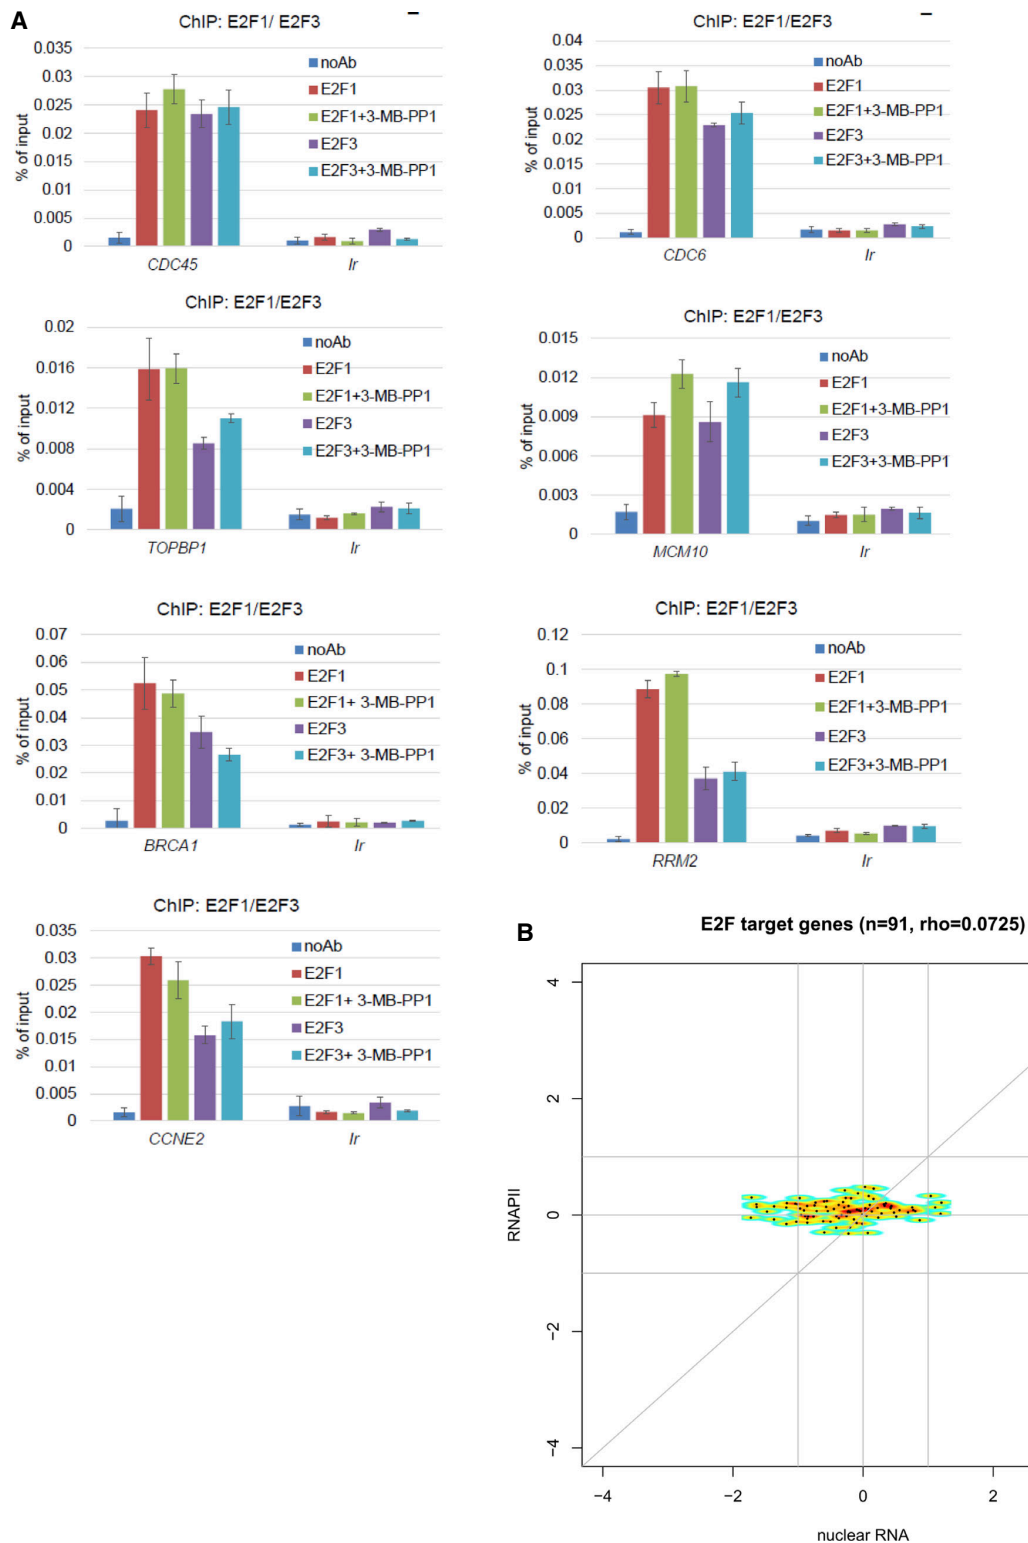 A
ChIP: E2F1/ E2F3
% of input
0.035
0.03
0.025
0.02
0.015
0.01
0.005
0
noAb
E2F1
E2F1+3-MB-PP1
E2F3
E2F3+3-MB-PP1
CDC45
Ir
ChIP: E2F1/E2F3
% of input
0.04
0.035
0.03
0.025
0.02
0.015
0.01
0.005
0
noAb
E2F1
E2F1+3-MB-PP1
E2F3
E2F3+3-MB-PP1
CDC6
Ir
ChIP: E2F1/E2F3
% of input
0.02
0.016
0.012
0.008
0.004
0
noAb
E2F1
E2F1+3-MB-PP1
E2F3
E2F3+3-MB-PP1
TOPBP1
Ir
ChIP: E2F1/E2F3
% of input
0.015
0.012
0.009
0.006
0.003
0
noAb
E2F1
E2F1+3-MB-PP1
E2F3
E2F3+3-MB-PP1
MCM10
Ir
ChIP: E2F1/E2F3
% of input
0.07
0.06
0.05
0.04
0.03
0.02
0.01
0
noAb
E2F1
E2F1+ 3-MB-PP1
E2F3
E2F3+ 3-MB-PP1
BRCA1
Ir
ChIP: E2F1/E2F3
% of input
0.12
0.1
0.08
0.06
0.04
0.02
0
noAb
E2F1
E2F1+3-MB-PP1
E2F3
E2F3+3-MB-PP1
RRM2
Ir
ChIP: E2F1/E2F3
% of input
0.035
0.03
0.025
0.02
0.015
0.01
0.005
0
noAb
E2F1
E2F1+ 3-MB-PP1
E2F3
E2F3+ 3-MB-PP1
CCNE2
Ir
B
E2F target genes (n=91, rho=0.0725)
RNAPII
4
2
0
−2
−4
−4
−2
0
2
nuclear RNA